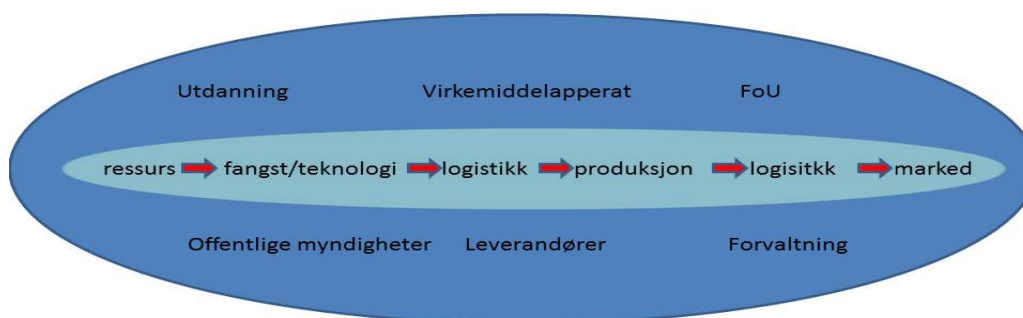 Utdanning Virkemiddelapperat FoU
ressurs fangst/teknologi logistikk produksjon logisitkk marked
Offentlige myndigheter Leverandører Forvaltning